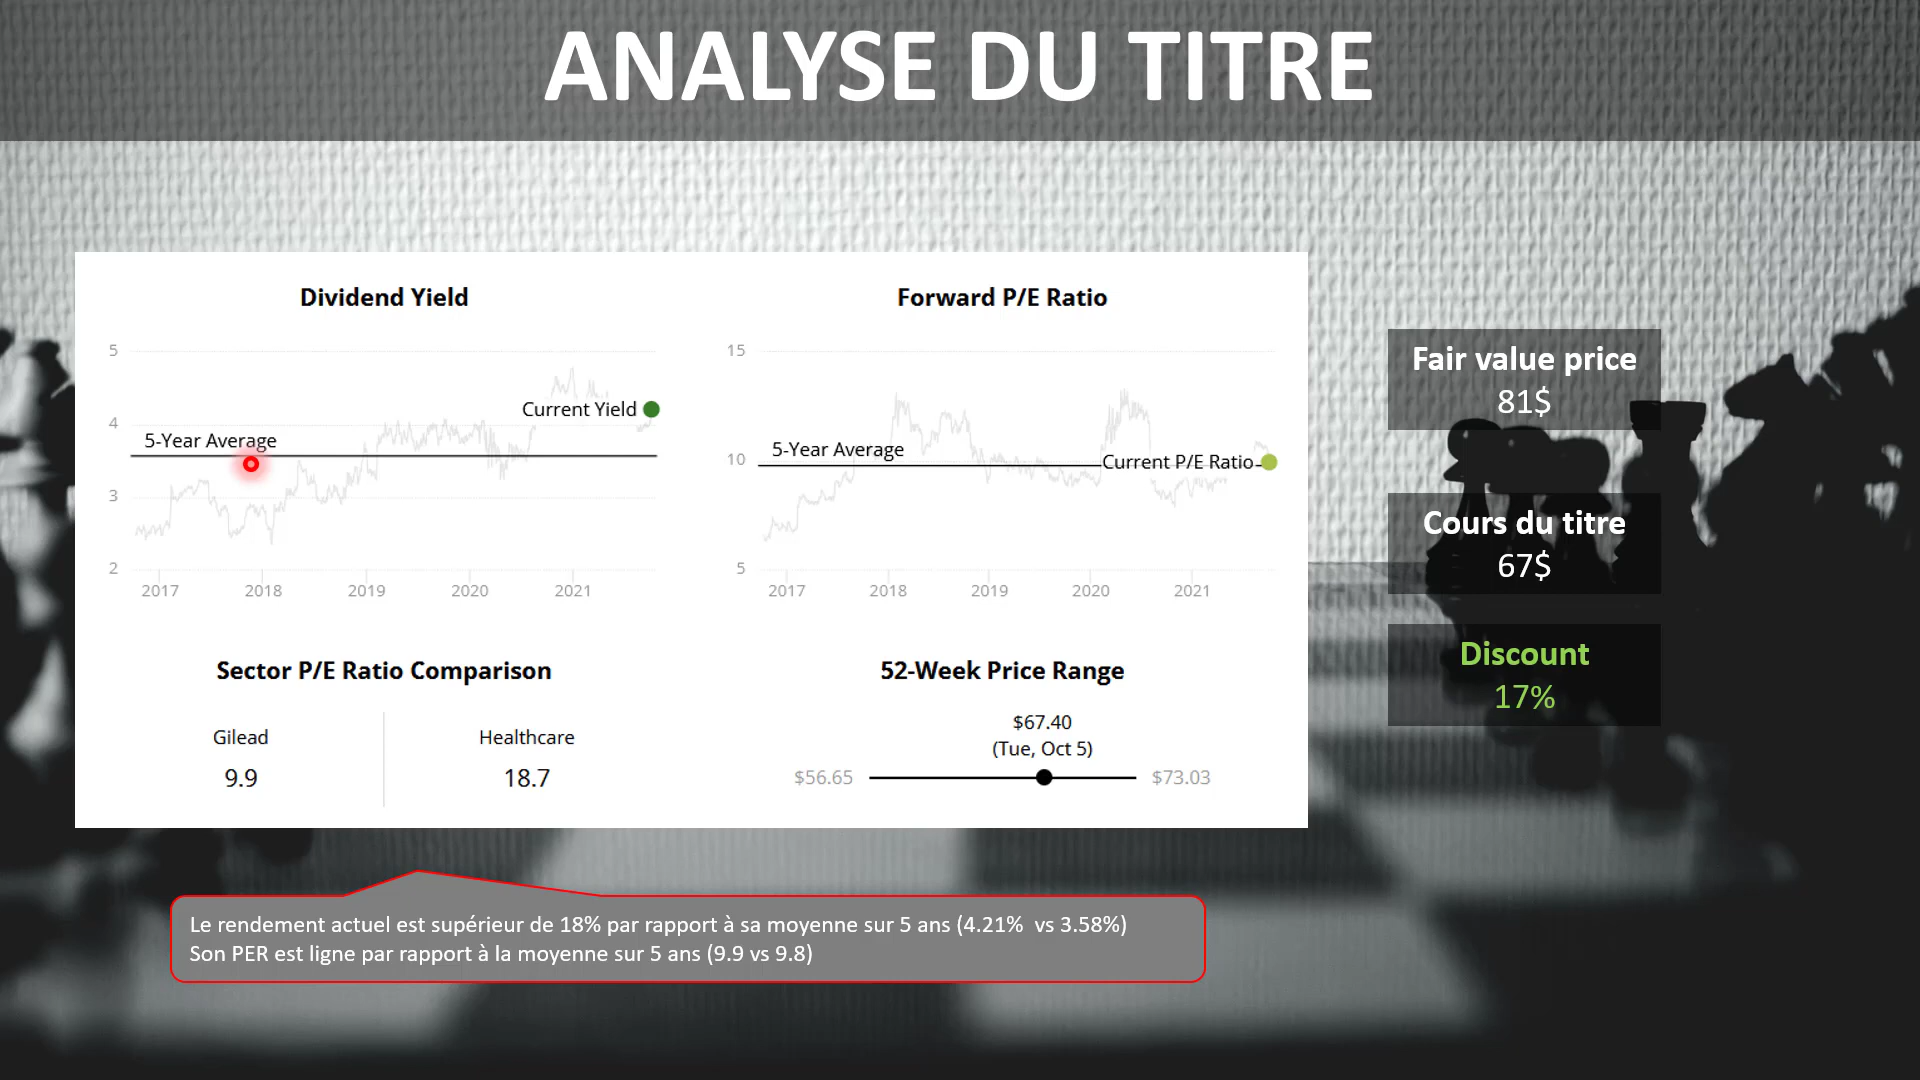 ANALYSE DU TITRE
Dividend Yield
5
4
3
2
Current Yield
5-Year Average
2017 2018 2019 2020 2021
Forward P/E Ratio
15
10
5
5-Year Average
Current P/E Ratio
2017 2018 2019 2020 2021
Sector P/E Ratio Comparison
Gilead Healthcare
9.9 18.7
52-Week Price Range
$67.40
(Tue, Oct 5)
$56.65 $73.03
Fair value price
81$
Cours du titre
67$
Discount
17%
Le rendement actuel est supérieur de 18% par rapport à sa moyenne sur 5 ans (4.21% vs 3.58%)
Son PER est ligne par rapport à la moyenne sur 5 ans (9.9 vs 9.8)